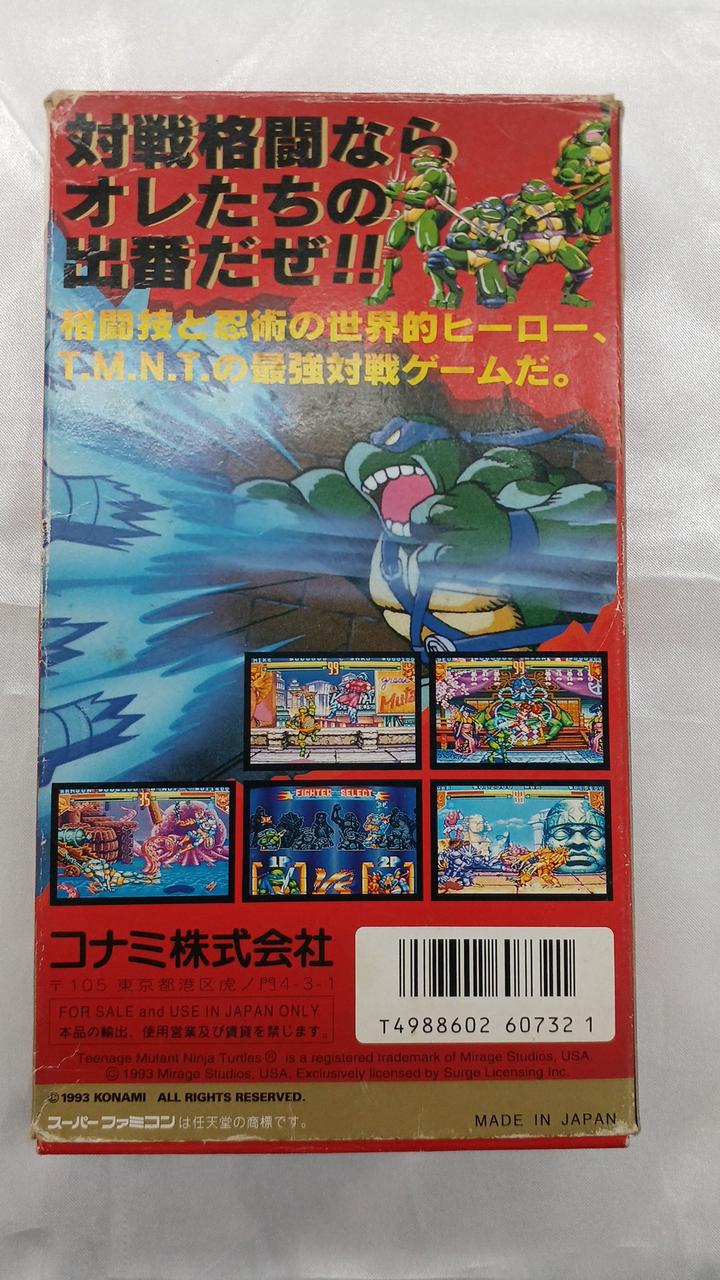 対戦格闘なら
オレたちの
出番だぜ!!
格闘技と忍術の世界的ヒーロー、
T.M.N.T.の最強対戦ゲームだ。
99
99
FIGHTER SELECT
1P
2P
コナミ株式会社
〒105 東京都港区虎ノ門4-3-1
FOR SALE and USE IN JAPAN ONLY
本品の輸出、使用営業及び賃貸を禁じます。
T4988602 60732 1
Teenage Mutant Ninja Turtles® is a registered trademark of Mirage Studios, USA.
© 1993 Mirage Studios, USA. Exclusively licensed by Surge Licensing Inc.
© 1993 KONAMI ALL RIGHTS RESERVED.
スーパーファミコンは任天堂の商標です。
MADE IN JAPAN